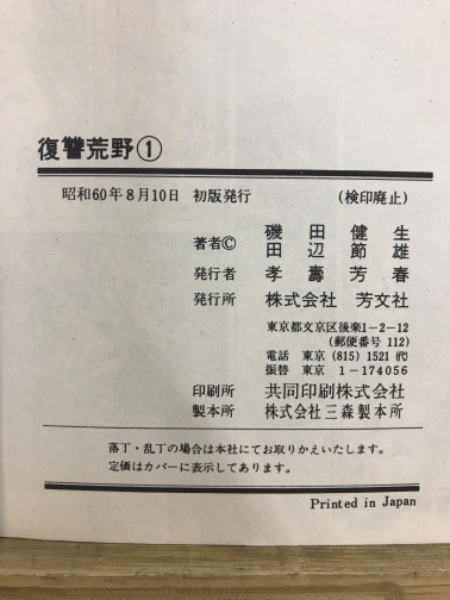 復讐荒野①
昭和60年8月10日 初版発行 (検印廃止)
著者© 磯田健生
田辺節雄
発行者 孝壽芳春
発行所 株式会社 芳文社
東京都文京区後楽1-2-12
(郵便番号 112)
電話 東京 (815) 1521 ㈹
振替 東京 1-174056
印刷所 共同印刷株式会社
製本所 株式会社三森製本所
落丁・乱丁の場合は本社にてお取りかえいたします。
定価はカバーに表示してあります。
Printed in Japan